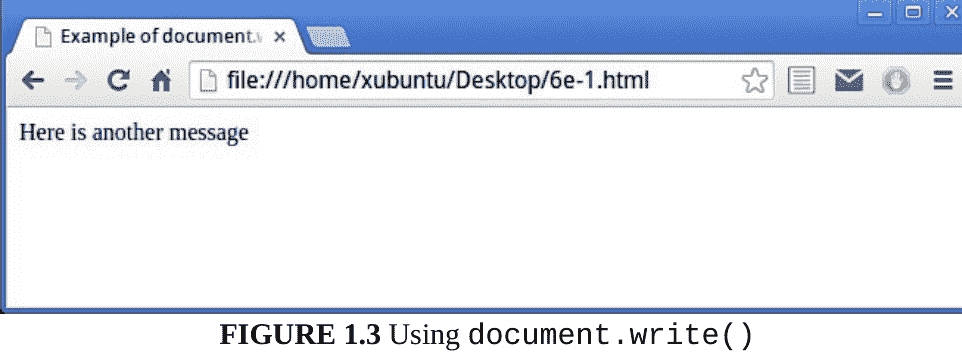 Example of document.w
file:///home/xubuntu/Desktop/6e-1.html
Here is another message
FIGURE 1.3 Using document.write()